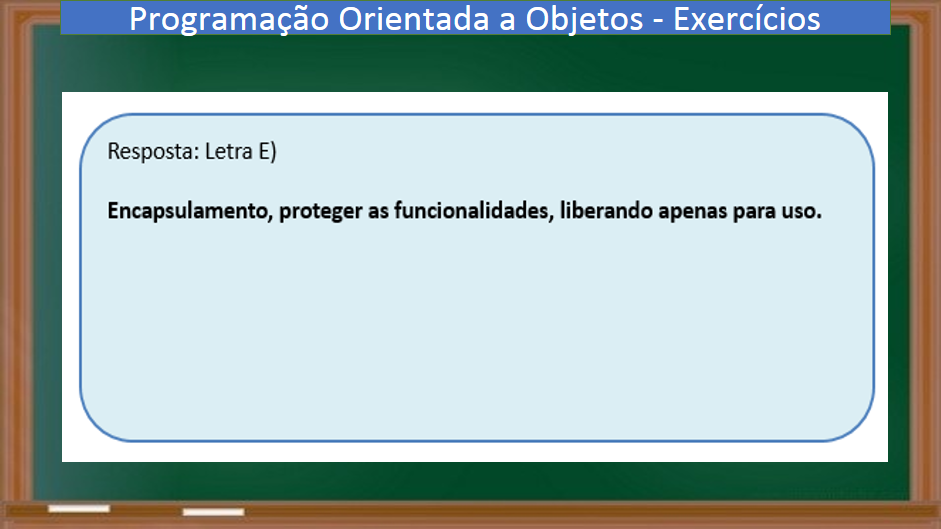 Programação Orientada a Objetos - Exercícios
Resposta: Letra E)
Encapsulamento, proteger as funcionalidades, liberando apenas para uso.